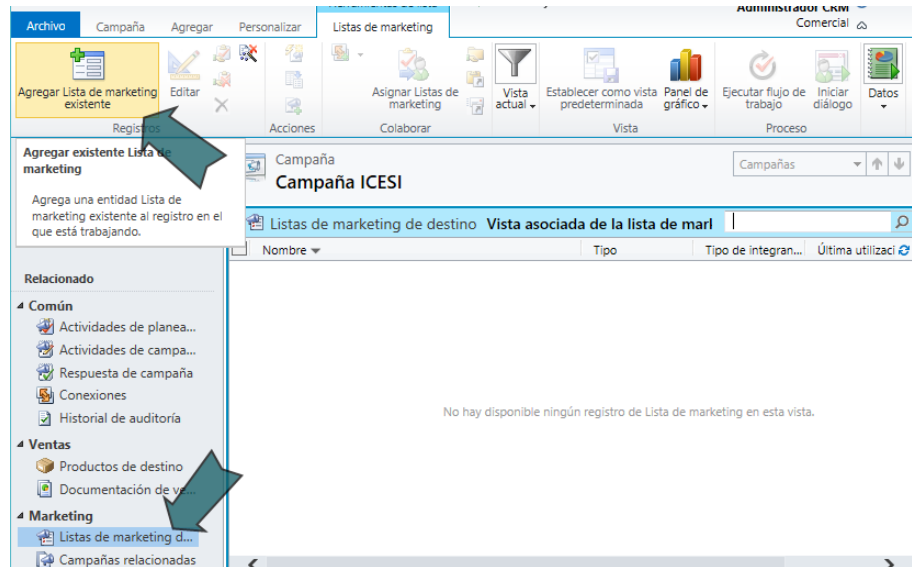 Administrador CRM
Comercial
Archivo Campaña Agregar Personalizar Listas de marketing
Agregar Lista de marketing existente
Editar
Asignar Listas de marketing
Vista actual
Establecer como vista predeterminada
Panel de gráfico
Ejecutar flujo de trabajo
Iniciar diálogo
Datos
Registros Acciones Colaborar Vista Proceso
Agregar existente Lista de
marketing
Agrega una entidad Lista de
marketing existente al registro en el
que está trabajando.
Campaña
Campaña ICESI
Campañas
Listas de marketing de destino Vista asociada de la lista de marl
Nombre Tipo Tipo de integran... Última utilizaci
No hay disponible ningún registro de Lista de marketing en esta vista.
Relacionado
Común
Actividades de planea...
Actividades de campa...
Respuesta de campaña
Conexiones
Historial de auditoría
Ventas
Productos de destino
Documentación de ve...
Marketing
Listas de marketing d...
Campañas relacionadas